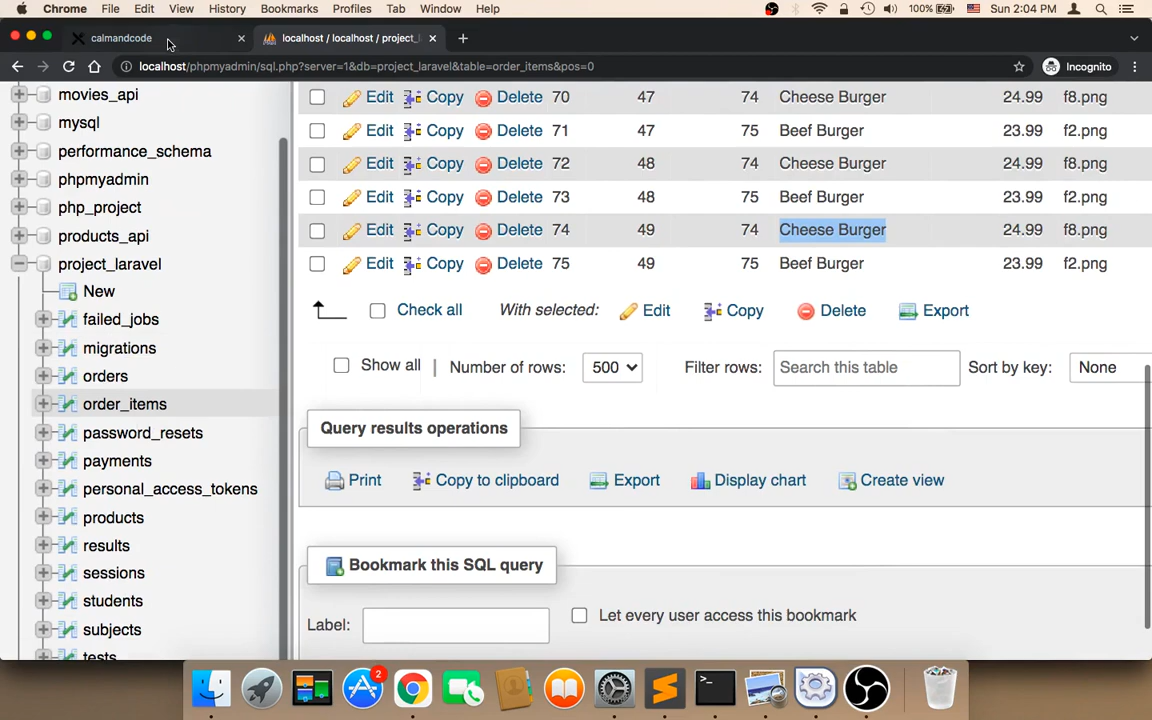 Chrome File Edit View History Bookmarks Profiles Tab Window Help 100% Sun 2:04 PM
calmandcode localhost / localhost / project_l
localhost/phpmyadmin/sql.php?server=1&db=project_laravel&table=order_items&pos=0 Incognito
movies_api
mysql
performance_schema
phpmyadmin
php_project
products_api
project_laravel
New
failed_jobs
migrations
orders
order_items
password_resets
payments
personal_access_tokens
products
results
sessions
students
subjects
tests
Edit Copy Delete 70 47 74 Cheese Burger 24.99 f8.png
Edit Copy Delete 71 47 75 Beef Burger 23.99 f2.png
Edit Copy Delete 72 48 74 Cheese Burger 24.99 f8.png
Edit Copy Delete 73 48 75 Beef Burger 23.99 f2.png
Edit Copy Delete 74 49 74 Cheese Burger 24.99 f8.png
Edit Copy Delete 75 49 75 Beef Burger 23.99 f2.png
Check all With selected: Edit Copy Delete Export
Show all Number of rows: 500 Filter rows: Search this table Sort by key: None
Query results operations
Print Copy to clipboard Export Display chart Create view
Bookmark this SQL query
Label: Let every user access this bookmark
2